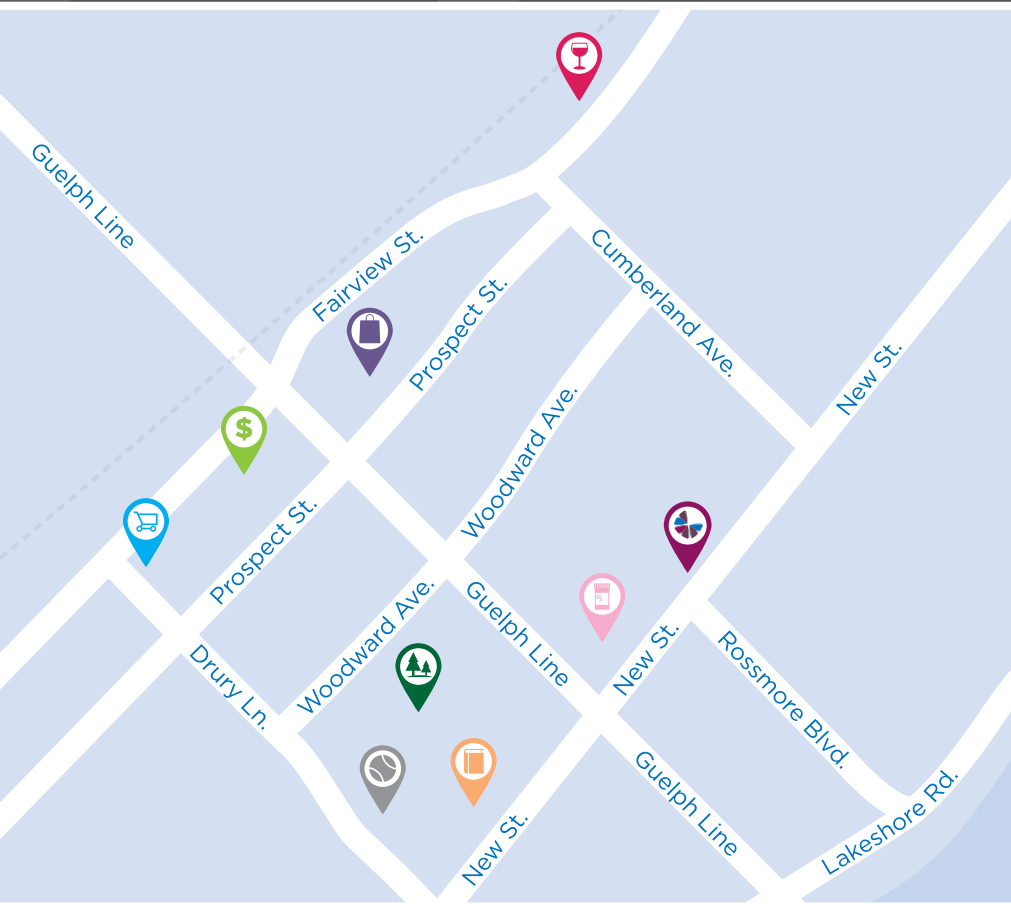 Guelph Line
Fairview St.
Cumberland Ave.
Prospect St.
New St.
Woodward Ave.
$
Prospect St.
Woodward Ave.
Guelph Line
Rx
New St.
Rossmore Blvd.
Drury Ln.
Guelph Line
Lakeshore Rd.
New St.